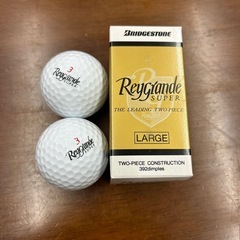 BRIDGESTONE
Reygrande
SUPER
THE LEADING TWO-PIECE
LARGE
TWO-PIECE CONSTRUCTION
392dimples
3
Reygrande
3
Reygrande